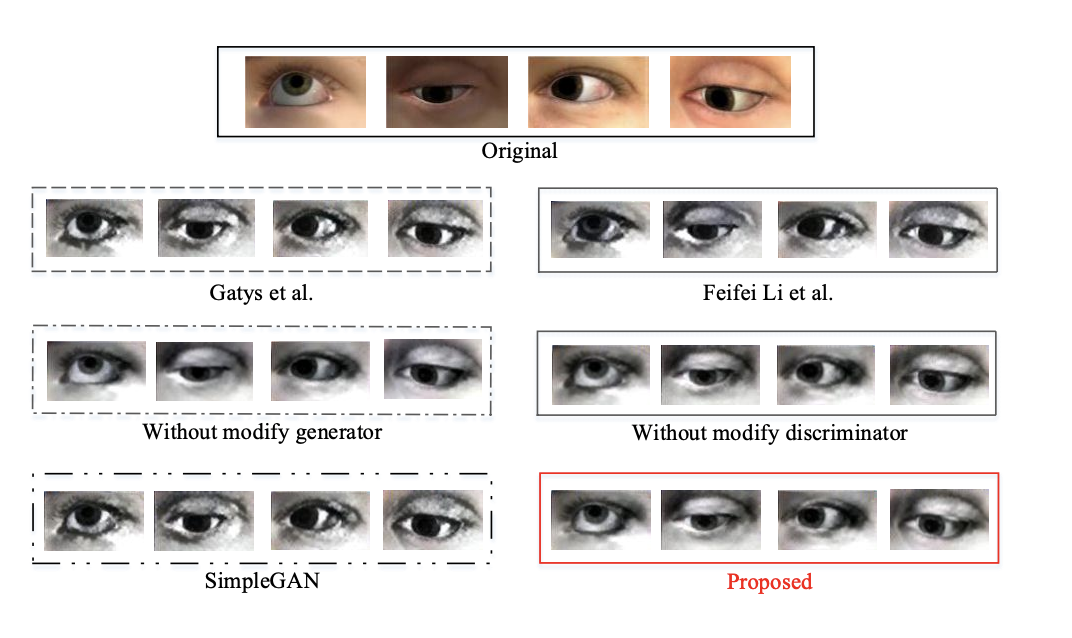 Original
Gatys et al.
Feifei Li et al.
Without modify generator
Without modify discriminator
SimpleGAN
Proposed